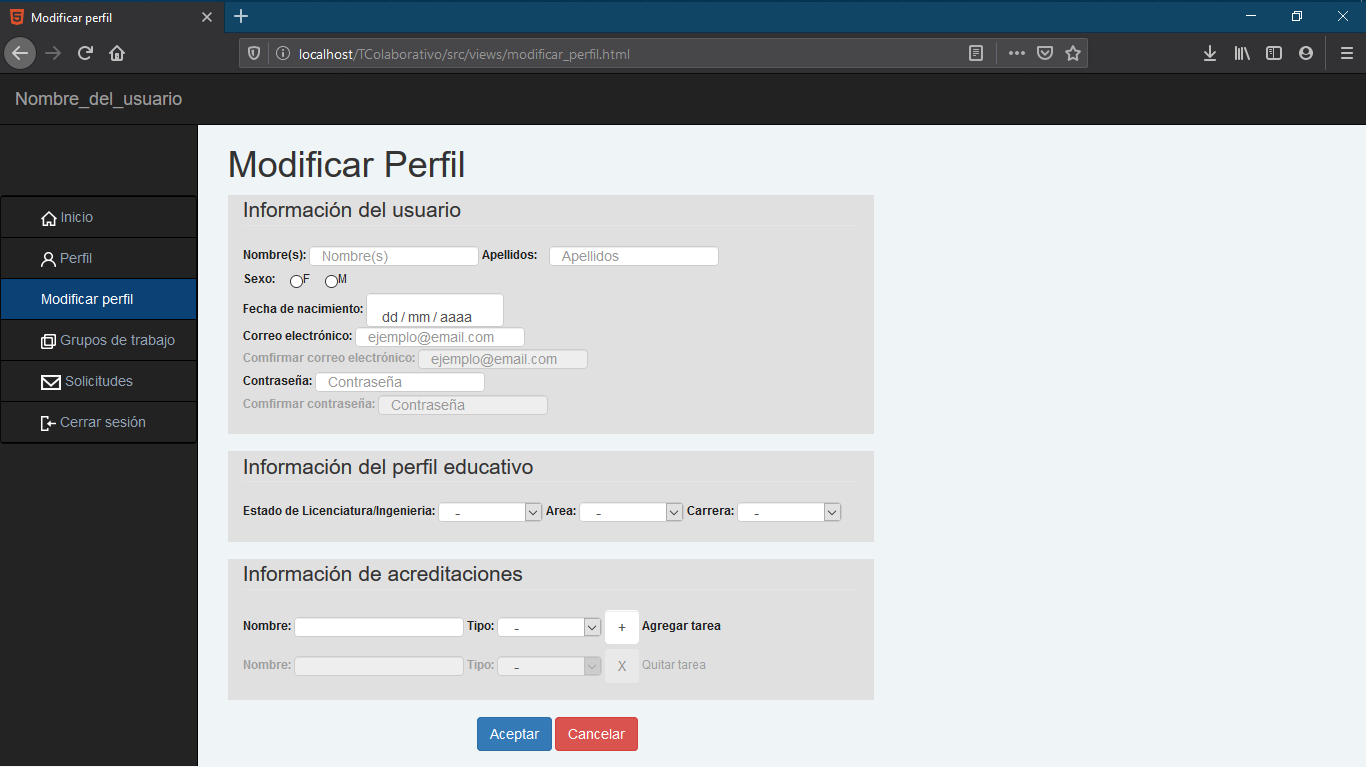 Modificar perfil
localhost/TColaborativo/src/views/modificar_perfil.html
Nombre_del_usuario
Inicio
Perfil
Modificar perfil
Grupos de trabajo
Solicitudes
Cerrar sesión
Modificar Perfil
Información del usuario
Nombre(s): Nombre(s) Apellidos: Apellidos
Sexo: F M
Fecha de nacimiento: dd / mm / aaaa
Correo electrónico: ejemplo@email.com
Comfirmar correo electrónico: ejemplo@email.com
Contraseña: Contraseña
Comfirmar contraseña: Contraseña
Información del perfil educativo
Estado de Licenciatura/Ingenieria: - Area: - Carrera: -
Información de acreditaciones
Nombre: Tipo: - + Agregar tarea
Nombre: Tipo: - X Quitar tarea
Aceptar Cancelar